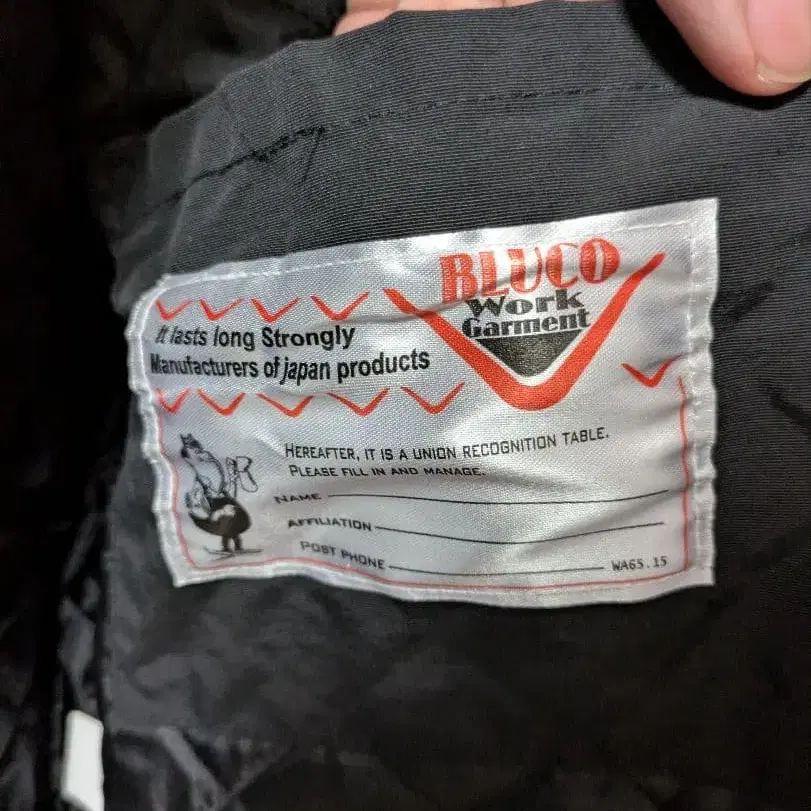 BLUCO
Work
Garment
It lasts long Strongly
Manufacturers of japan products
HEREAFTER, IT IS A UNION RECOGNITION TABLE.
PLEASE FILL IN AND MANAGE.
NAME
AFFILIATION
POST PHONE
WA65.15